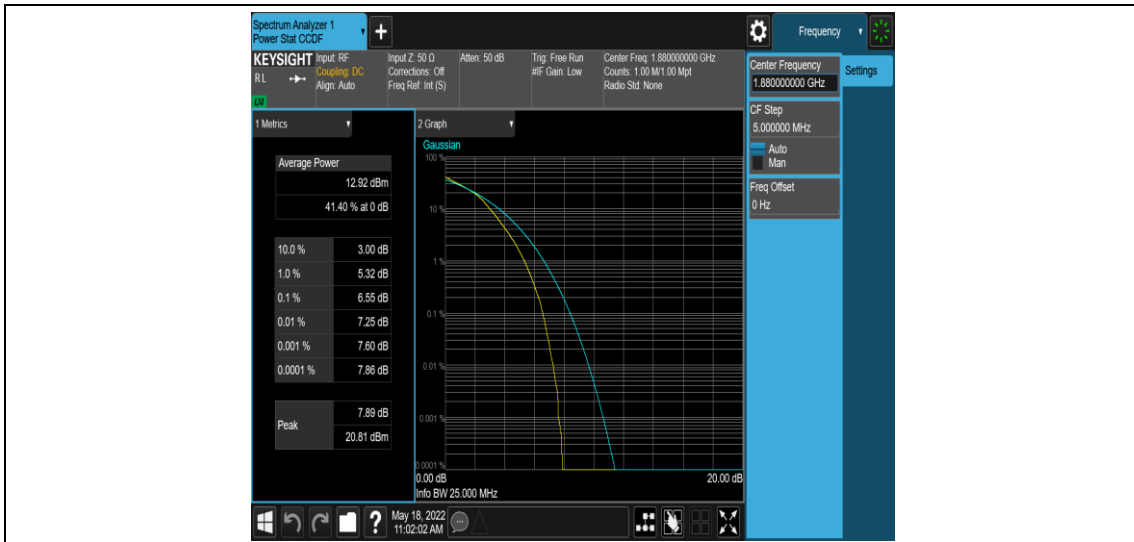 Spectrum Analyzer 1
Power Stat CCDF
+
Frequency
KEYSIGHT
RL
LXI
Input: RF
Coupling: DC
Align: Auto
Input Z: 50 Ω
Corrections: Off
Freq Ref: Int (S)
Atten: 50 dB
Trig: Free Run
#IF Gain: Low
Center Freq: 1.880000000 GHz
Counts: 1.00 M/1.00 Mpt
Radio Std: None
Center Frequency
1.880000000 GHz
Settings
CF Step
5.000000 MHz
Auto
Man
Freq Offset
0 Hz
1 Metrics
Average Power
12.92 dBm
41.40 % at 0 dB
10.0 % 3.00 dB
1.0 % 5.32 dB
0.1 % 6.55 dB
0.01 % 7.25 dB
0.001 % 7.60 dB
0.0001 % 7.86 dB
Peak 7.89 dB
20.81 dBm
2 Graph
Gaussian
100 %
10 %
1 %
0.1 %
0.01 %
0.001 %
0.0001 %
0.00 dB 20.00 dB
Info BW 25.000 MHz
?
May 18, 2022
11:02:02 AM